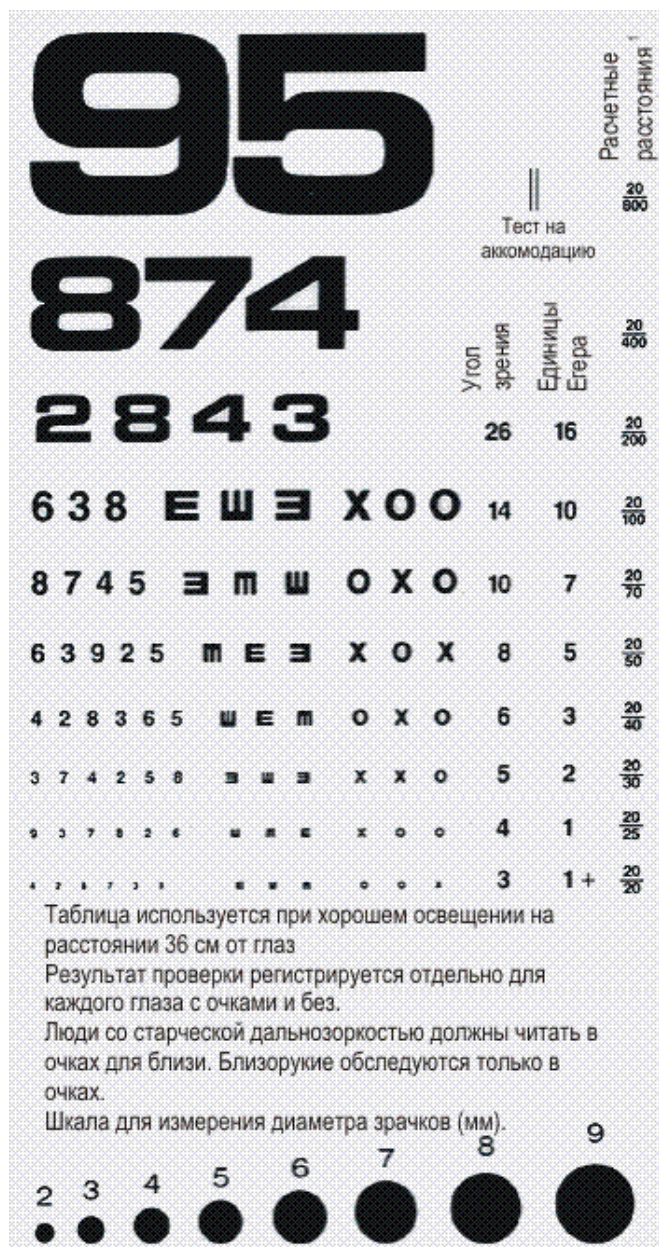 95
Расчетные
расстояния 1
20/800
Тест на
аккомодацию
874
Угол
зрения
Единицы
Егера
20/400
2843 26 16 20/200
638 ЕШЭ ХОО 14 10 20/100
8745 ОХО 10 7 20/70
63925 ХОХ 8 5 20/50
428365 ОХО 6 3 20/40
374258 ХХО 5 2 20/30
937826 ХОО 4 1 20/25
3 1+ 20/20
Таблица используется при хорошем освещении на
расстоянии 36 см от глаз
Результат проверки регистрируется отдельно для
каждого глаза с очками и без.
Люди со старческой дальнозоркостью должны читать в
очках для близи. Близорукие обследуются только в
очках.
Шкала для измерения диаметра зрачков (мм).
2 3 4 5 6 7 8 9